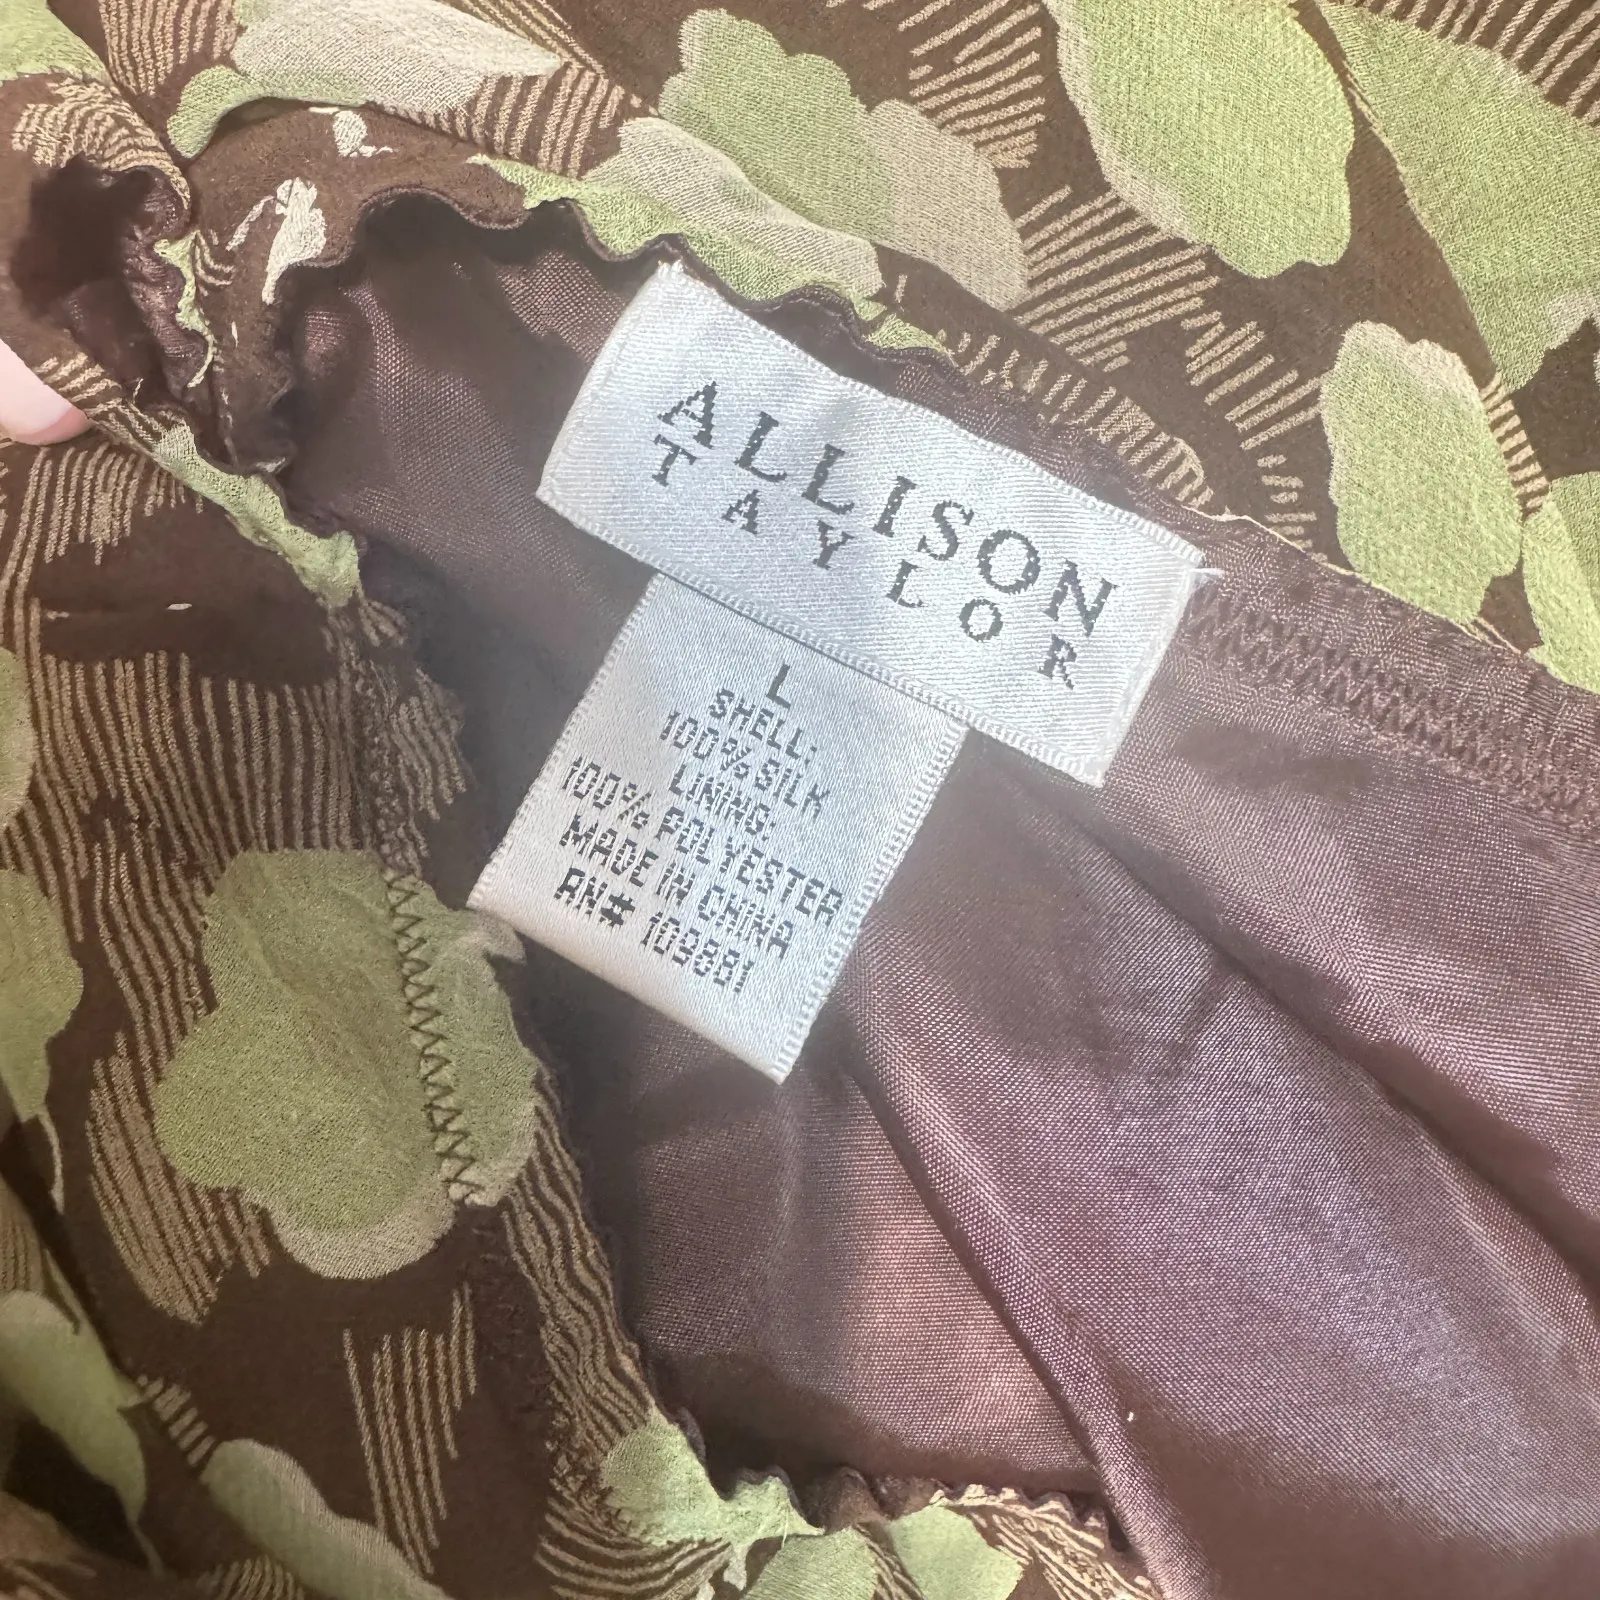 ALLISON
TAYLOR
L
SHELL:
100% SILK
LINING:
100% POLYESTER
MADE IN CHINA
RN# 109881